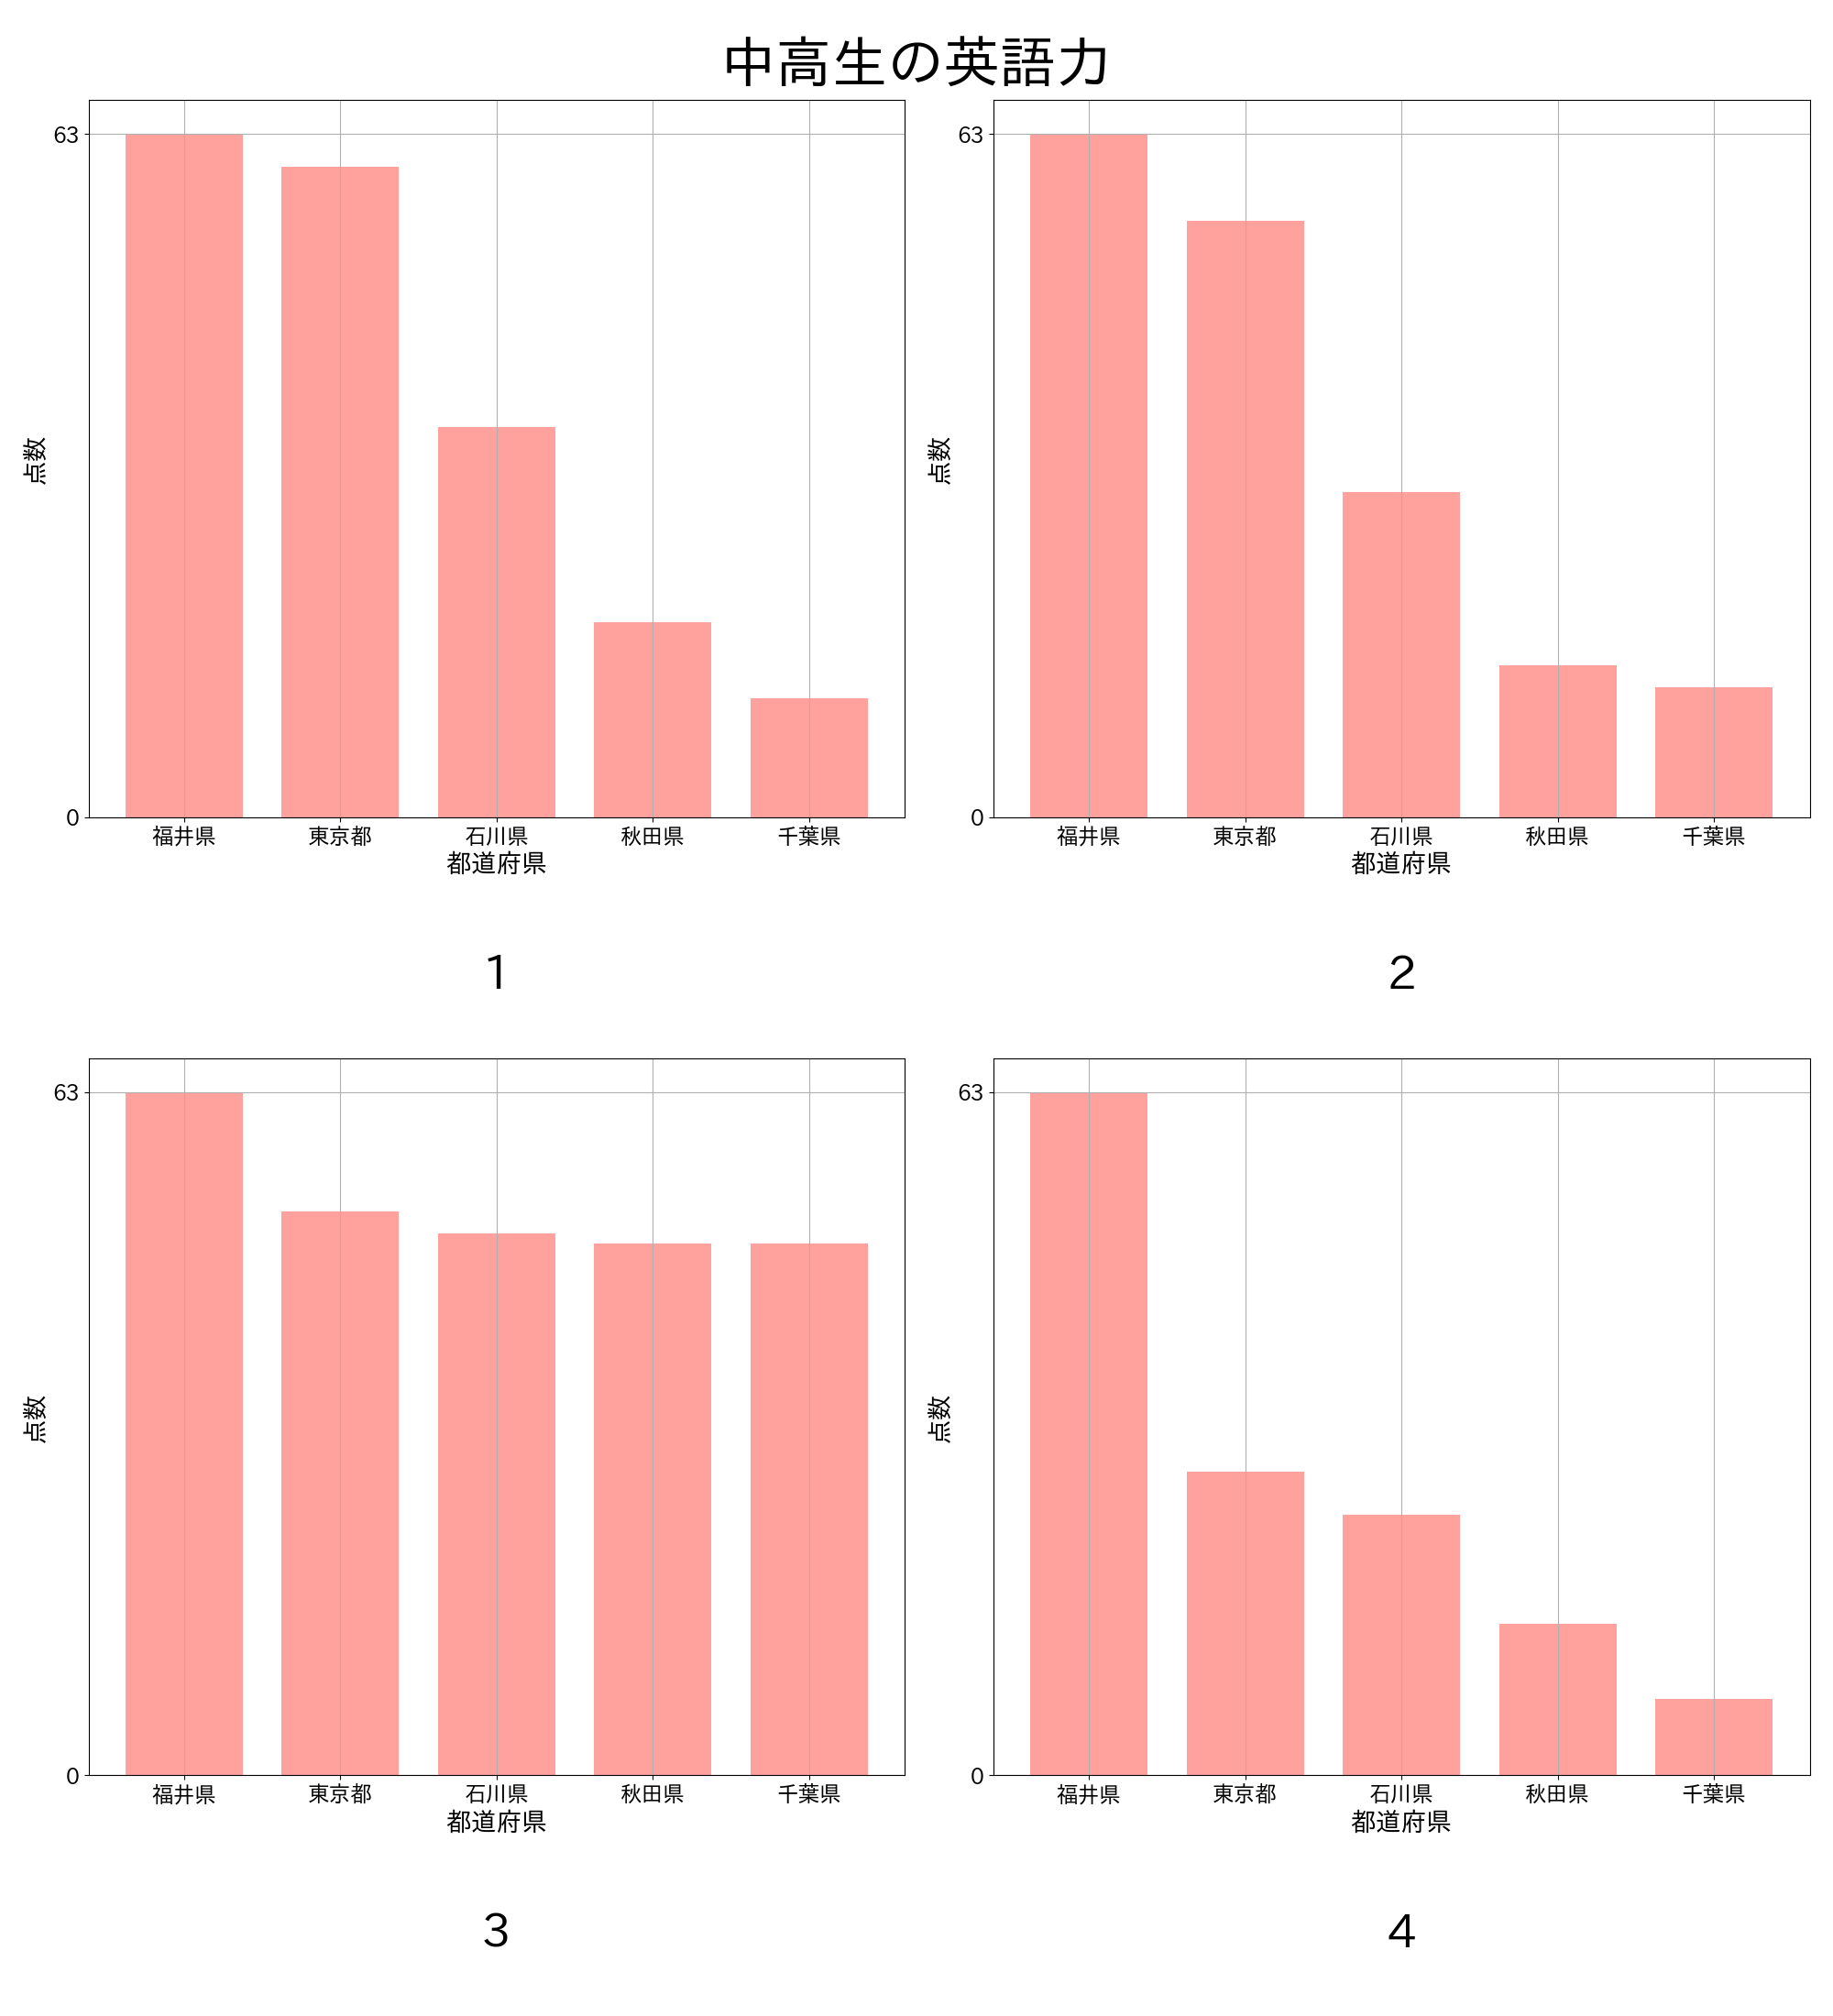 中高生の英語力
63
点数
0
福井県 東京都 石川県 秋田県 千葉県
都道府県
1
63
点数
0
福井県 東京都 石川県 秋田県 千葉県
都道府県
2
63
点数
0
福井県 東京都 石川県 秋田県 千葉県
都道府県
3
63
点数
0
福井県 東京都 石川県 秋田県 千葉県
都道府県
4